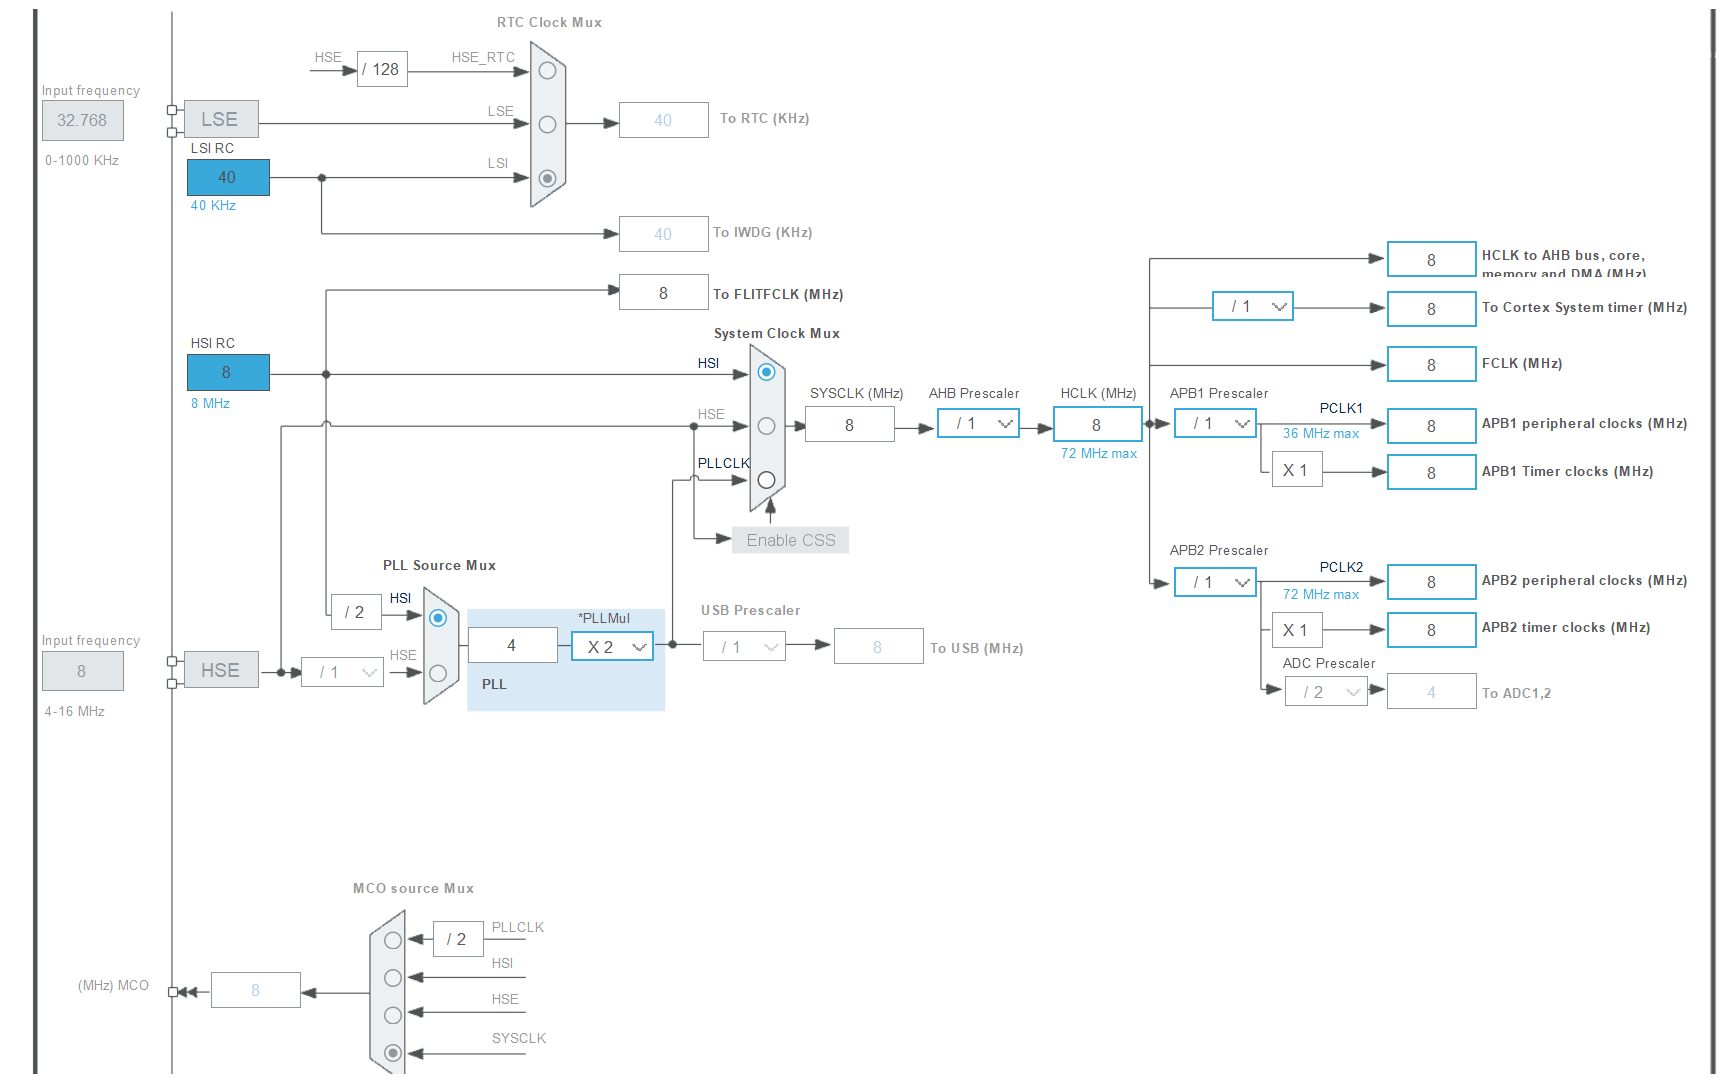 RTC Clock Mux
HSE
/ 128
HSE_RTC
Input frequency
32.768
0-1000 KHz
LSE
LSE
40
To RTC (KHz)
LSI RC
40
40 KHz
LSI
40
To IWDG (KHz)
8
To FLITFCLK (MHz)
HSI RC
8
8 MHz
System Clock Mux
HSI
HSE
PLLCLK
Enable CSS
SYSCLK (MHz)
8
AHB Prescaler
/ 1
HCLK (MHz)
8
72 MHz max
8
HCLK to AHB bus, core,
memory and DMA (MHz)
/ 1
8
To Cortex System timer (MHz)
8
FCLK (MHz)
APB1 Prescaler
/ 1
PCLK1
36 MHz max
8
APB1 peripheral clocks (MHz)
X 1
8
APB1 Timer clocks (MHz)
APB2 Prescaler
/ 1
PCLK2
72 MHz max
8
APB2 peripheral clocks (MHz)
X 1
8
APB2 timer clocks (MHz)
ADC Prescaler
/ 2
4
To ADC1,2
PLL Source Mux
/ 2
HSI
Input frequency
8
4-16 MHz
HSE
/ 1
HSE
4
*PLLMul
X 2
PLL
USB Prescaler
/ 1
8
To USB (MHz)
MCO source Mux
PLLCLK
/ 2
HSI
HSE
SYSCLK
(MHz) MCO
8